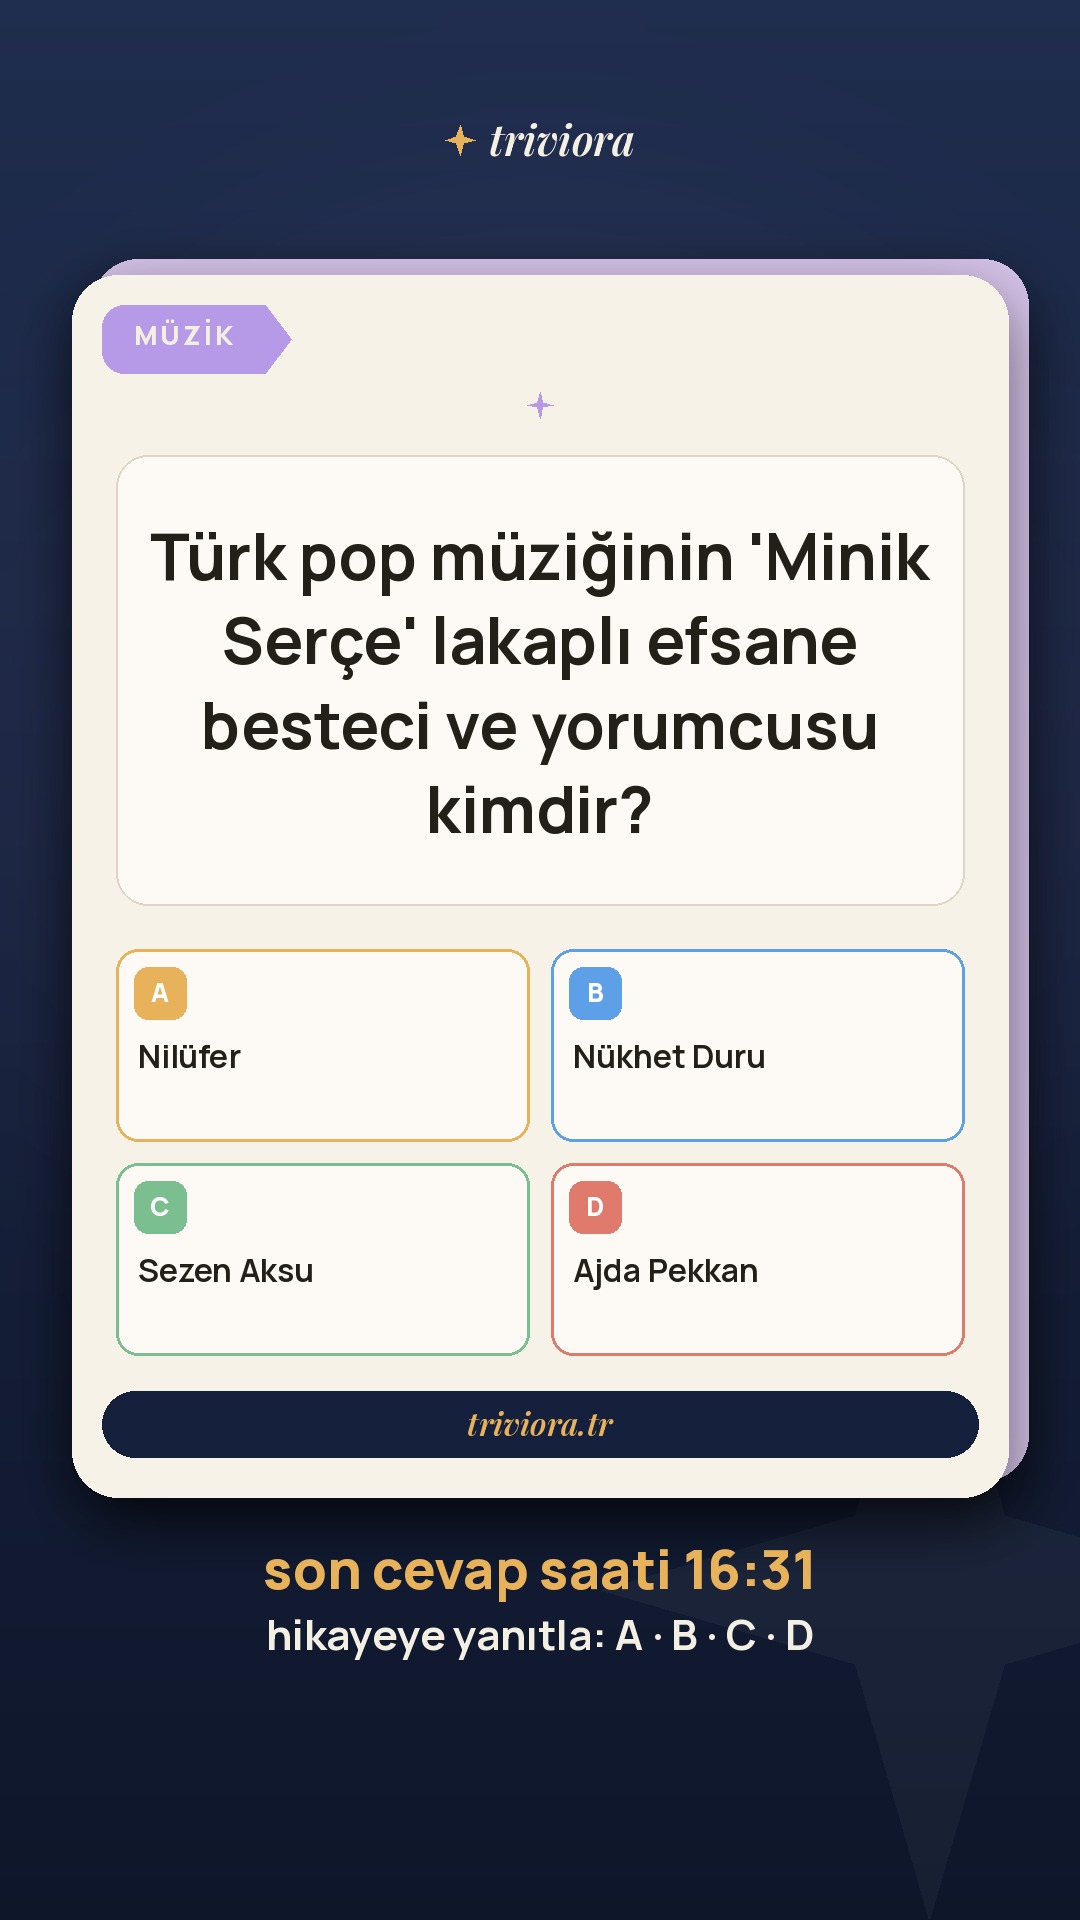 triviora
MÜZİK
Türk pop müziğinin 'Minik
Serçe' lakaplı efsane
besteci ve yorumcusu
kimdir?
A
Nilüfer
B
Nükhet Duru
C
Sezen Aksu
D
Ajda Pekkan
triviora.tr
son cevap saati 16:31
hikayeye yanıtla: A · B · C · D